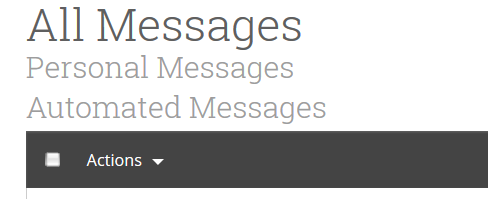 All Messages
Personal Messages
Automated Messages
Actions